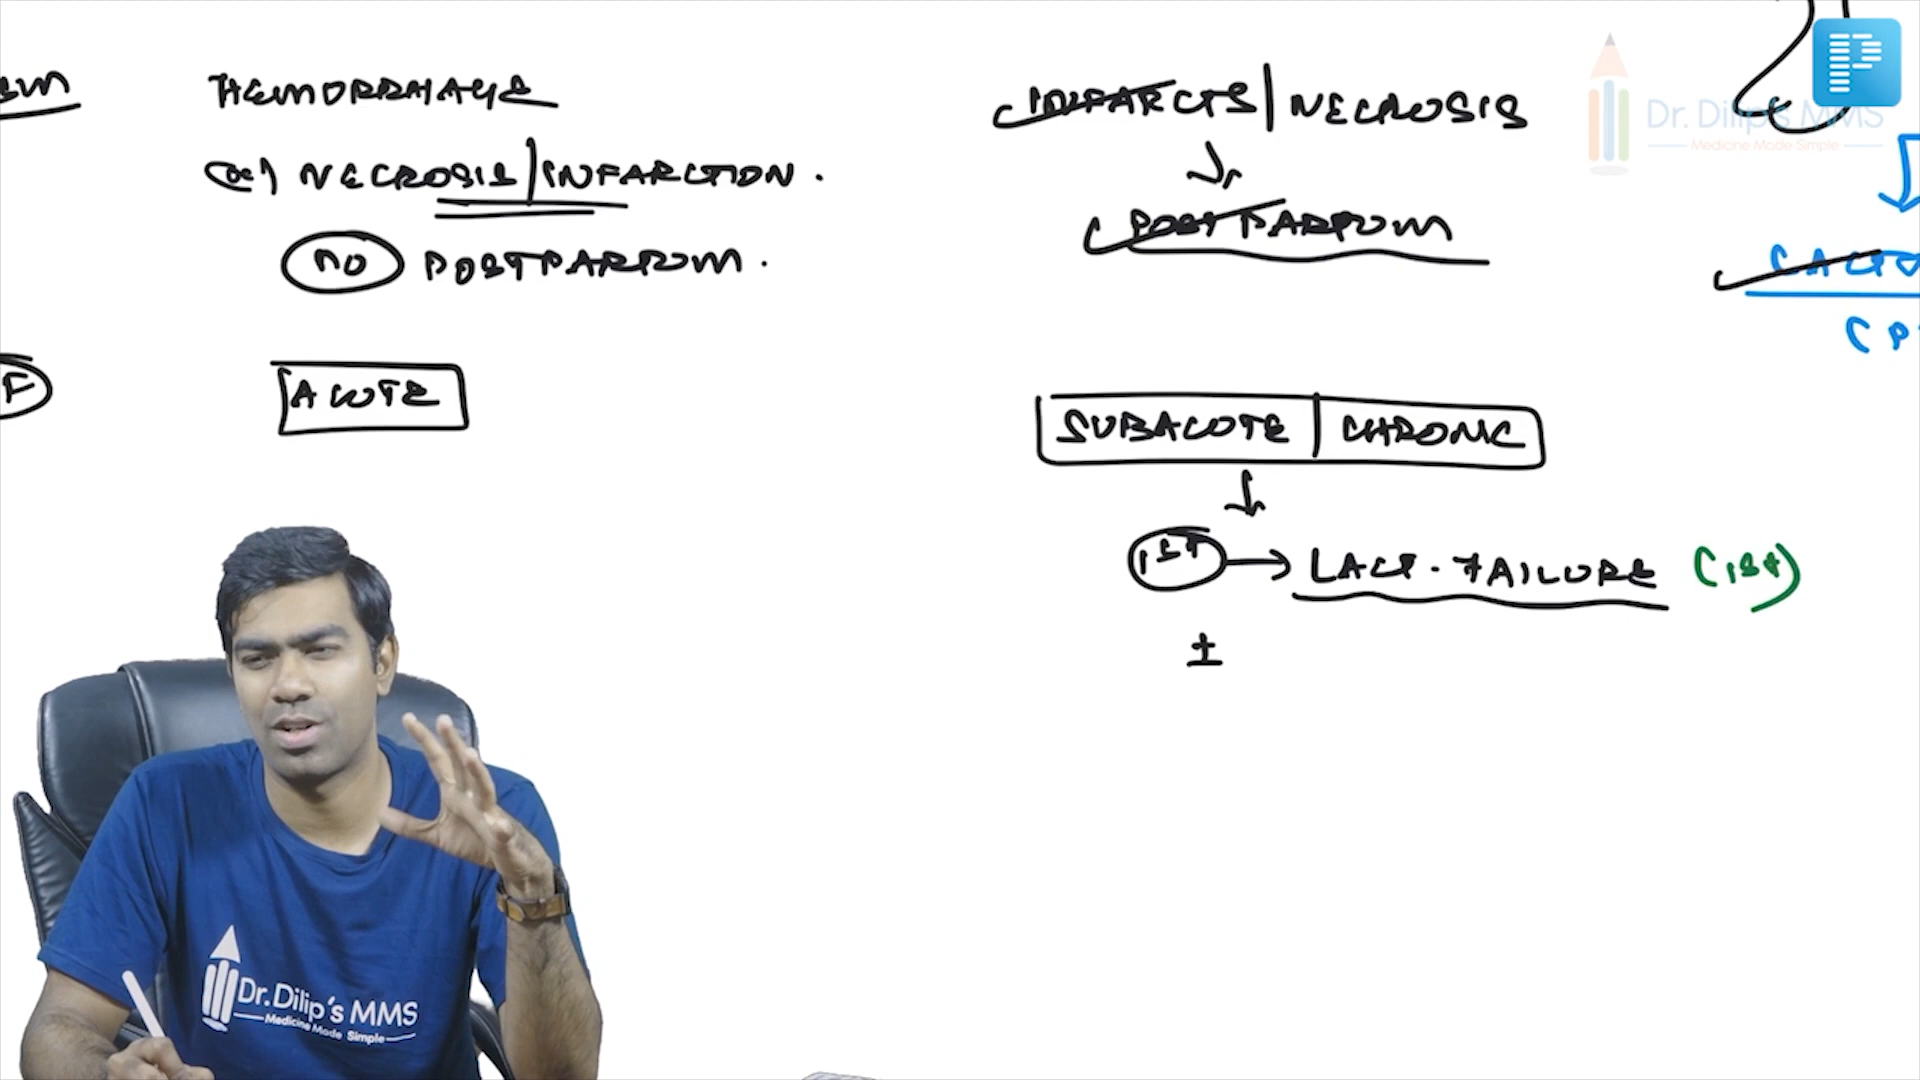 HEMORRHAGE
(or) NECROSIS | INFARCTION.
NO POSTPARTUM.
ACUTE
INFARCTS | NECROSIS
POSTPARTUM
SUBACUTE | CHRONIC
1ST → LACT. FAILURE (1st)
±
P
Dr. Dilip's MMS
Medicine Made Simple
Dr.Dilip's MMS
Medicine Made Simple